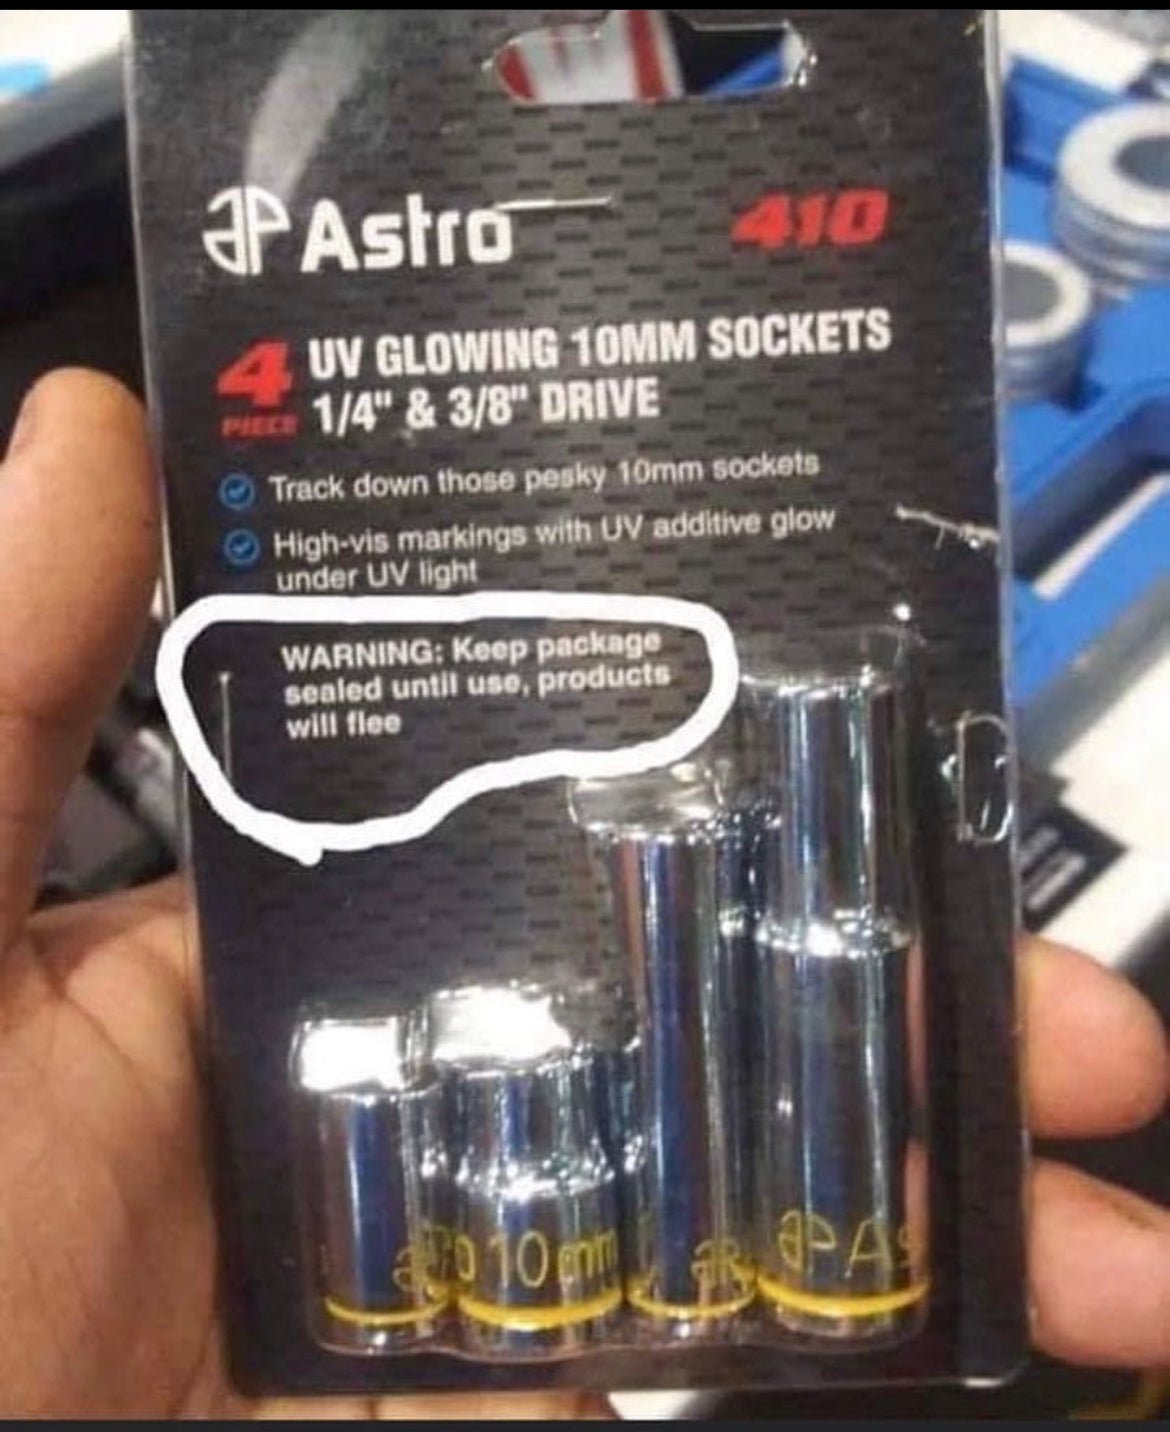 Astro
410
4 PIECE
UV GLOWING 10MM SOCKETS
1/4" & 3/8" DRIVE
Track down those pesky 10mm sockets
High-vis markings with UV additive glow
under UV light
WARNING: Keep package
sealed until use, products
will flee
10mm